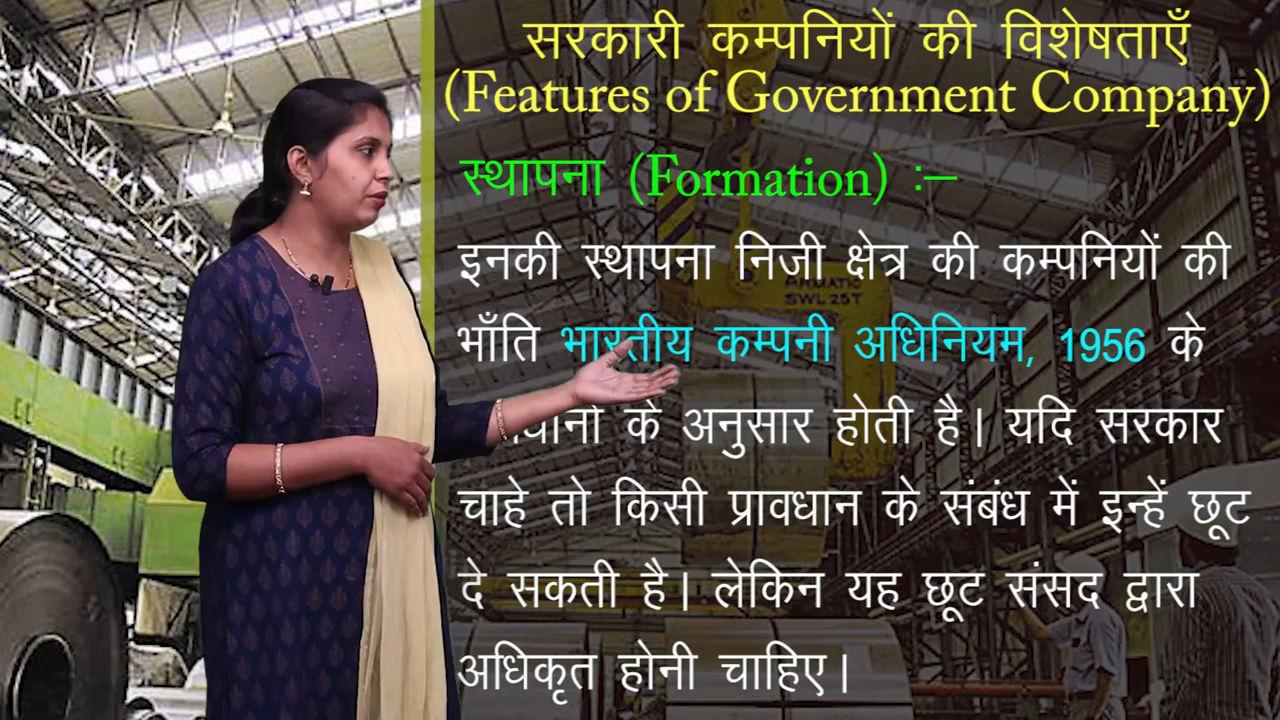 सरकारी कम्पनियों की विशेषताएँ
(Features of Government Company)
स्थापना (Formation) :–
इनकी स्थापना निजी क्षेत्र की कम्पनियों की
भाँति भारतीय कम्पनी अधिनियम, 1956 के
के अनुसार होती है। यदि सरकार
चाहे तो किसी प्रावधान के संबंध में इन्हें छूट
दे सकती है। लेकिन यह छूट संसद द्वारा
अधिकृत होनी चाहिए।
ARMATIC
SWL 25T